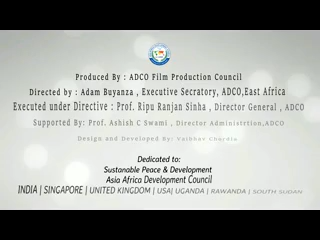 Produced By : ADCO Film Production Council
Directed by : Adam Buyanza , Executive Secratory, ADCO,East Africa
Executed under Directive : Prof. Ripu Ranjan Sinha , Director General , ADCO
Supported By: Prof. Ashish C Swami , Director Administrtion,ADCO
Design and Developed By: Vaibhav
Dedicated to:
Sustanable Peace & Development
Asia Africa Development Council
INDIA | SINGAPORE | UNITED KINGDOM | USA| UGANDA | RAWANDA | SOUTH SUDAN